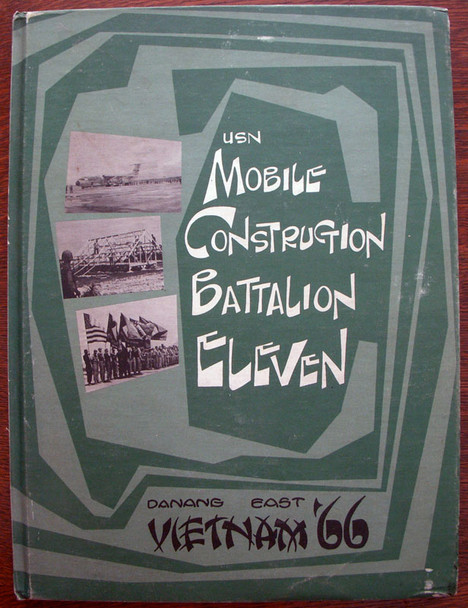 USN
MOBILE
CONSTRUCTION
BATTALION
ELEVEN
DANANG EAST
VIETNAM '66